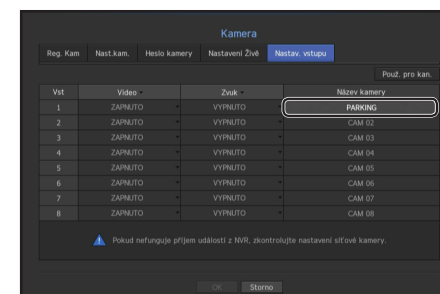 Kamera
Reg. Kam Nast.kam. Heslo kamery Nastavení Živě Nastav. vstupu
Použ. pro kan.
Vst Video Zvuk Název kamery
1 ZAPNUTO VYPNUTO PARKING
2 ZAPNUTO VYPNUTO CAM 02
3 ZAPNUTO VYPNUTO CAM 03
4 ZAPNUTO VYPNUTO CAM 04
5 ZAPNUTO VYPNUTO CAM 05
6 ZAPNUTO VYPNUTO CAM 06
7 ZAPNUTO VYPNUTO CAM 07
8 ZAPNUTO VYPNUTO CAM 08
Pokud nefunguje příjem událostí z NVR, zkontrolujte nastavení síťové kamery.
OK Storno